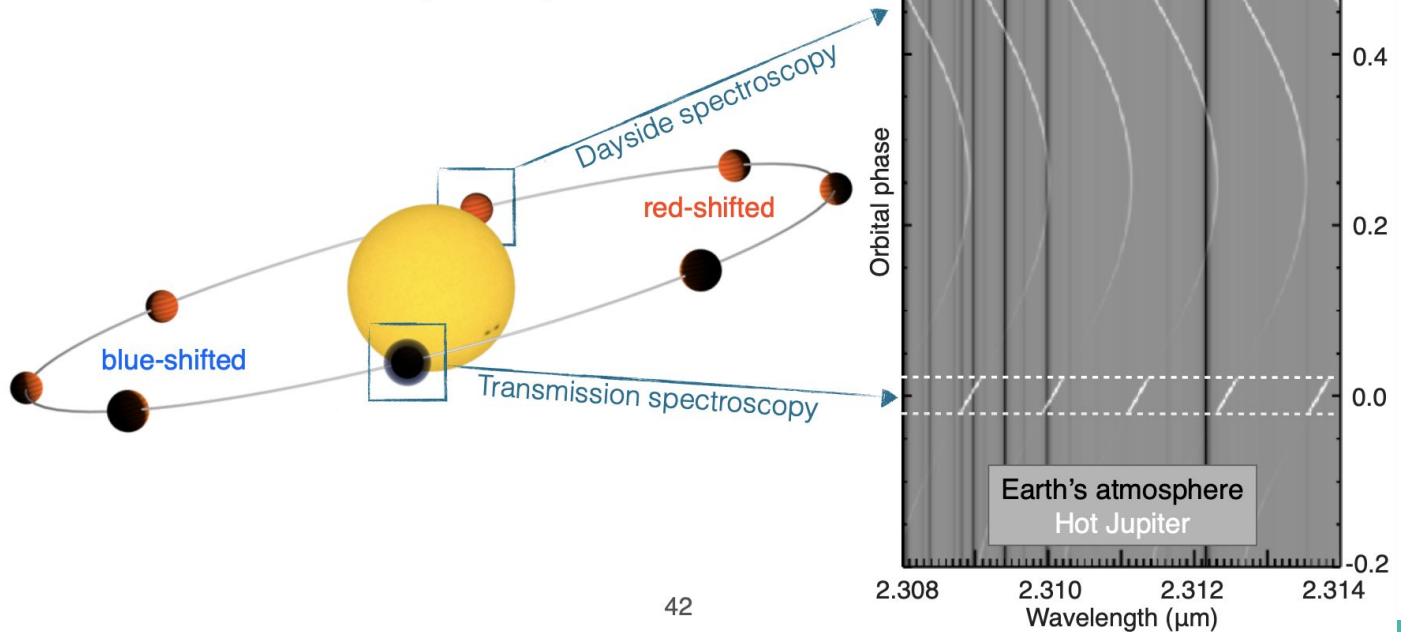 Dayside spectroscopy
red-shifted
blue-shifted
Transmission spectroscopy
42
Orbital phase
0.4
0.2
0.0
-0.2
Earth's atmosphere
Hot Jupiter
2.308 2.310 2.312 2.314
Wavelength (μm)